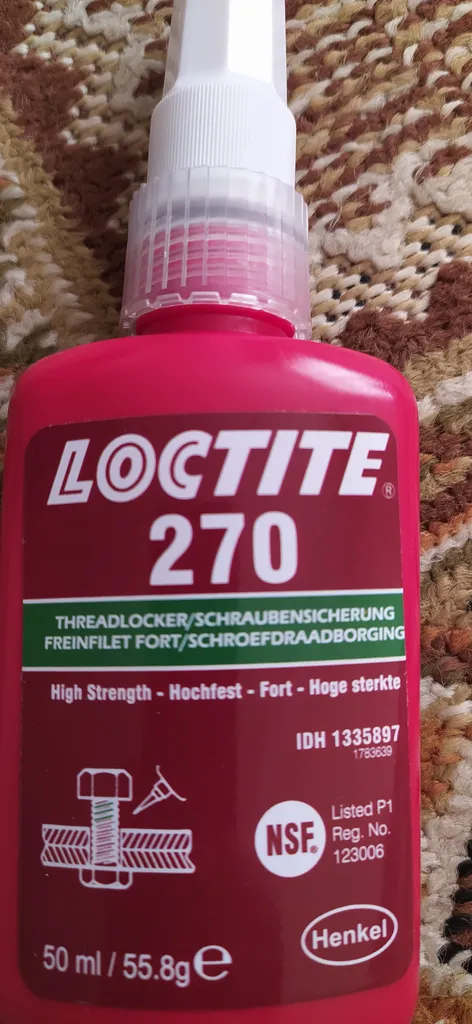 LOCTITE®
270
THREADLOCKER/SCHRAUBENSICHERUNG
FREINFILET FORT/SCHROEFDRAADBORGING
High Strength - Hochfest - Fort - Hoge sterkte
IDH 1335897
1783639
NSF®
Listed P1
Reg. No.
123006
Henkel
50 ml / 55.8g ℮